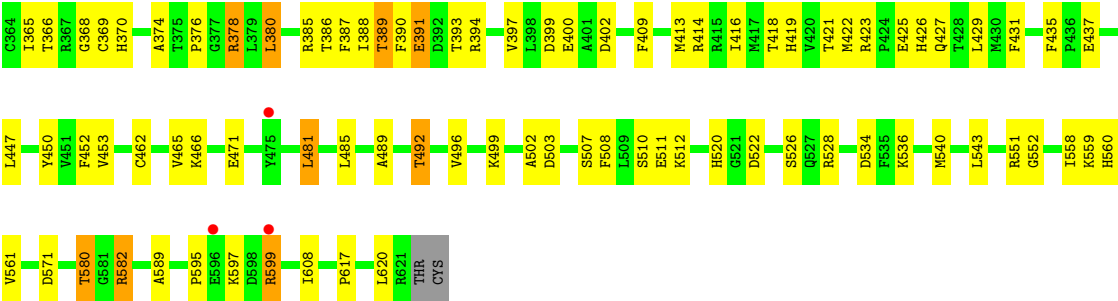 C364 I365 T366 R367 G368 C369 H370 A374 T375 P376 G377 R378 L379 L380 R385 T386 F387 I388 T389 F390 E391 D392 T393 R394 V397 L398 D399 E400 A401 D402 F409 M413 R414 R415 I416 M417 T418 H419 V420 T421 M422 R423 P424 E425 H426 Q427 T428 L429 M430 F431 F435 P436 E437
L447 Y450 V451 F452 V453 C462 V465 K466 E471 Y475 L481 L485 A489 T492 V496 K499 A502 D503 S507 F508 L509 S510 E511 K512 H520 G521 D522 S526 Q527 R528 D534 F535 K536 M540 L543 R551 G552 I558 K559 H560
V561 D571 T580 G581 R582 A589 P595 E596 K597 D598 R599 I608 P617 L620 R621 THR CYS